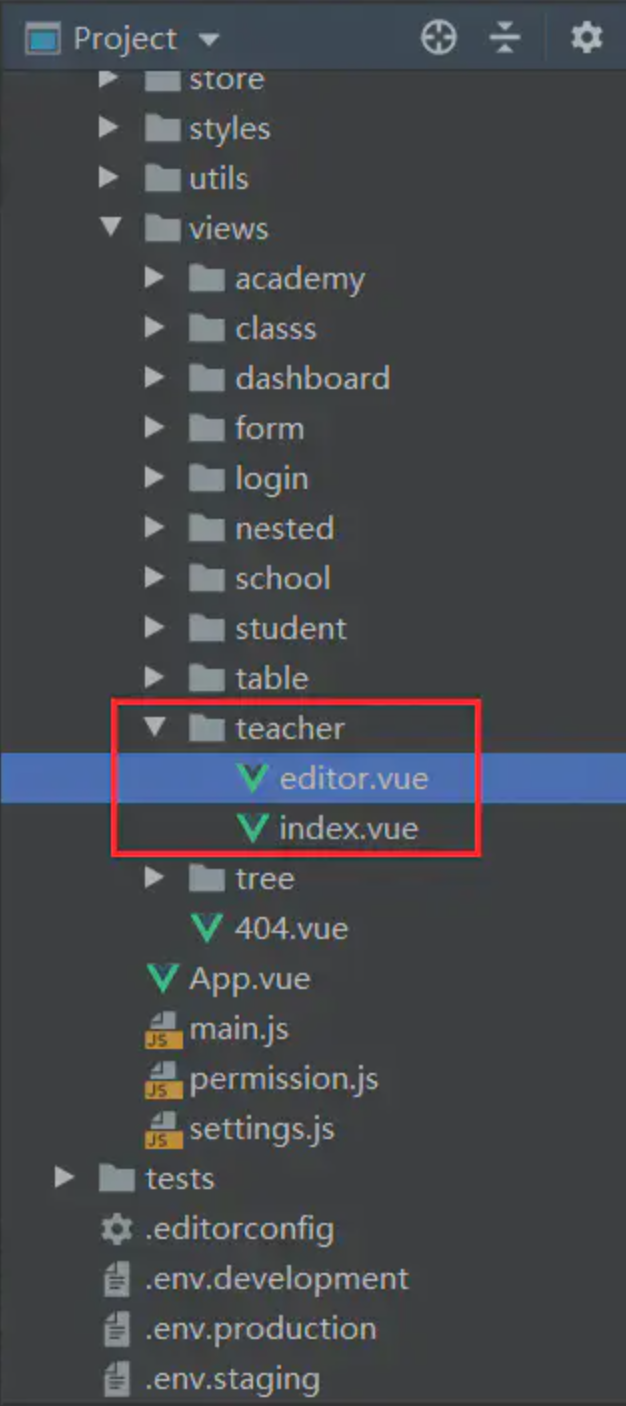 Project
store
styles
utils
views
academy
classs
dashboard
form
login
nested
school
student
table
teacher
editor.vue
index.vue
tree
404.vue
App.vue
JS main.js
JS permission.js
JS settings.js
tests
.editorconfig
.env.development
.env.production
.env.staging